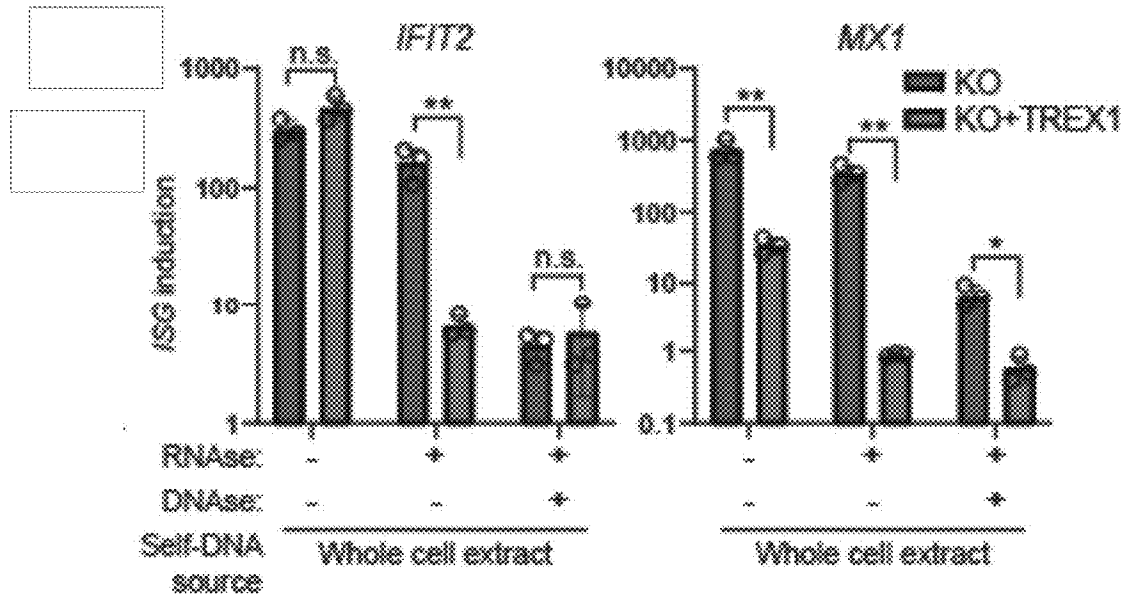 IFIT2
MX1
KO
KO+TREX1
ISG induction
1000
100
10
1
n.s.
**
n.s.
10000
1000
100
10
1
0.1
**
**
*
RNAse: - + + - + +
DNAse: - - + - - +
Self-DNA
source
Whole cell extract
Whole cell extract